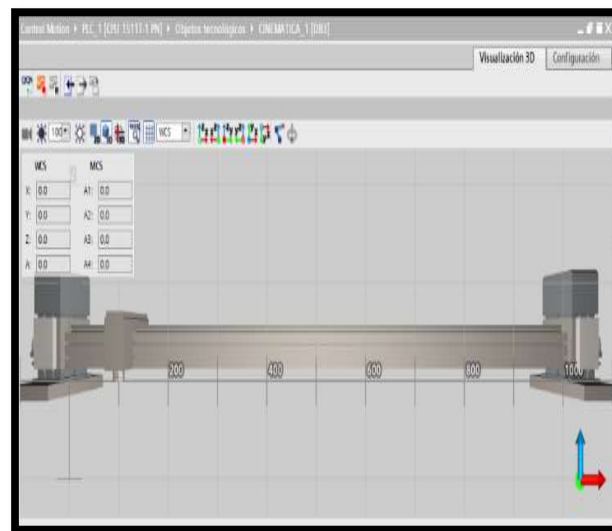 Control Motion ▸ PLC_1 [CPU 1511T-1 PN] ▸ Objetos tecnológicos ▸ CINEMATICA_1 [DB3]
Visualización 3D Configuración
WCS
WCS MCS
X: 0.0 A1: 0.0
Y: 0.0 A2: 0.0
Z: 0.0 A3: 0.0
A: 0.0 A4: 0.0
200 400 600 800 1000